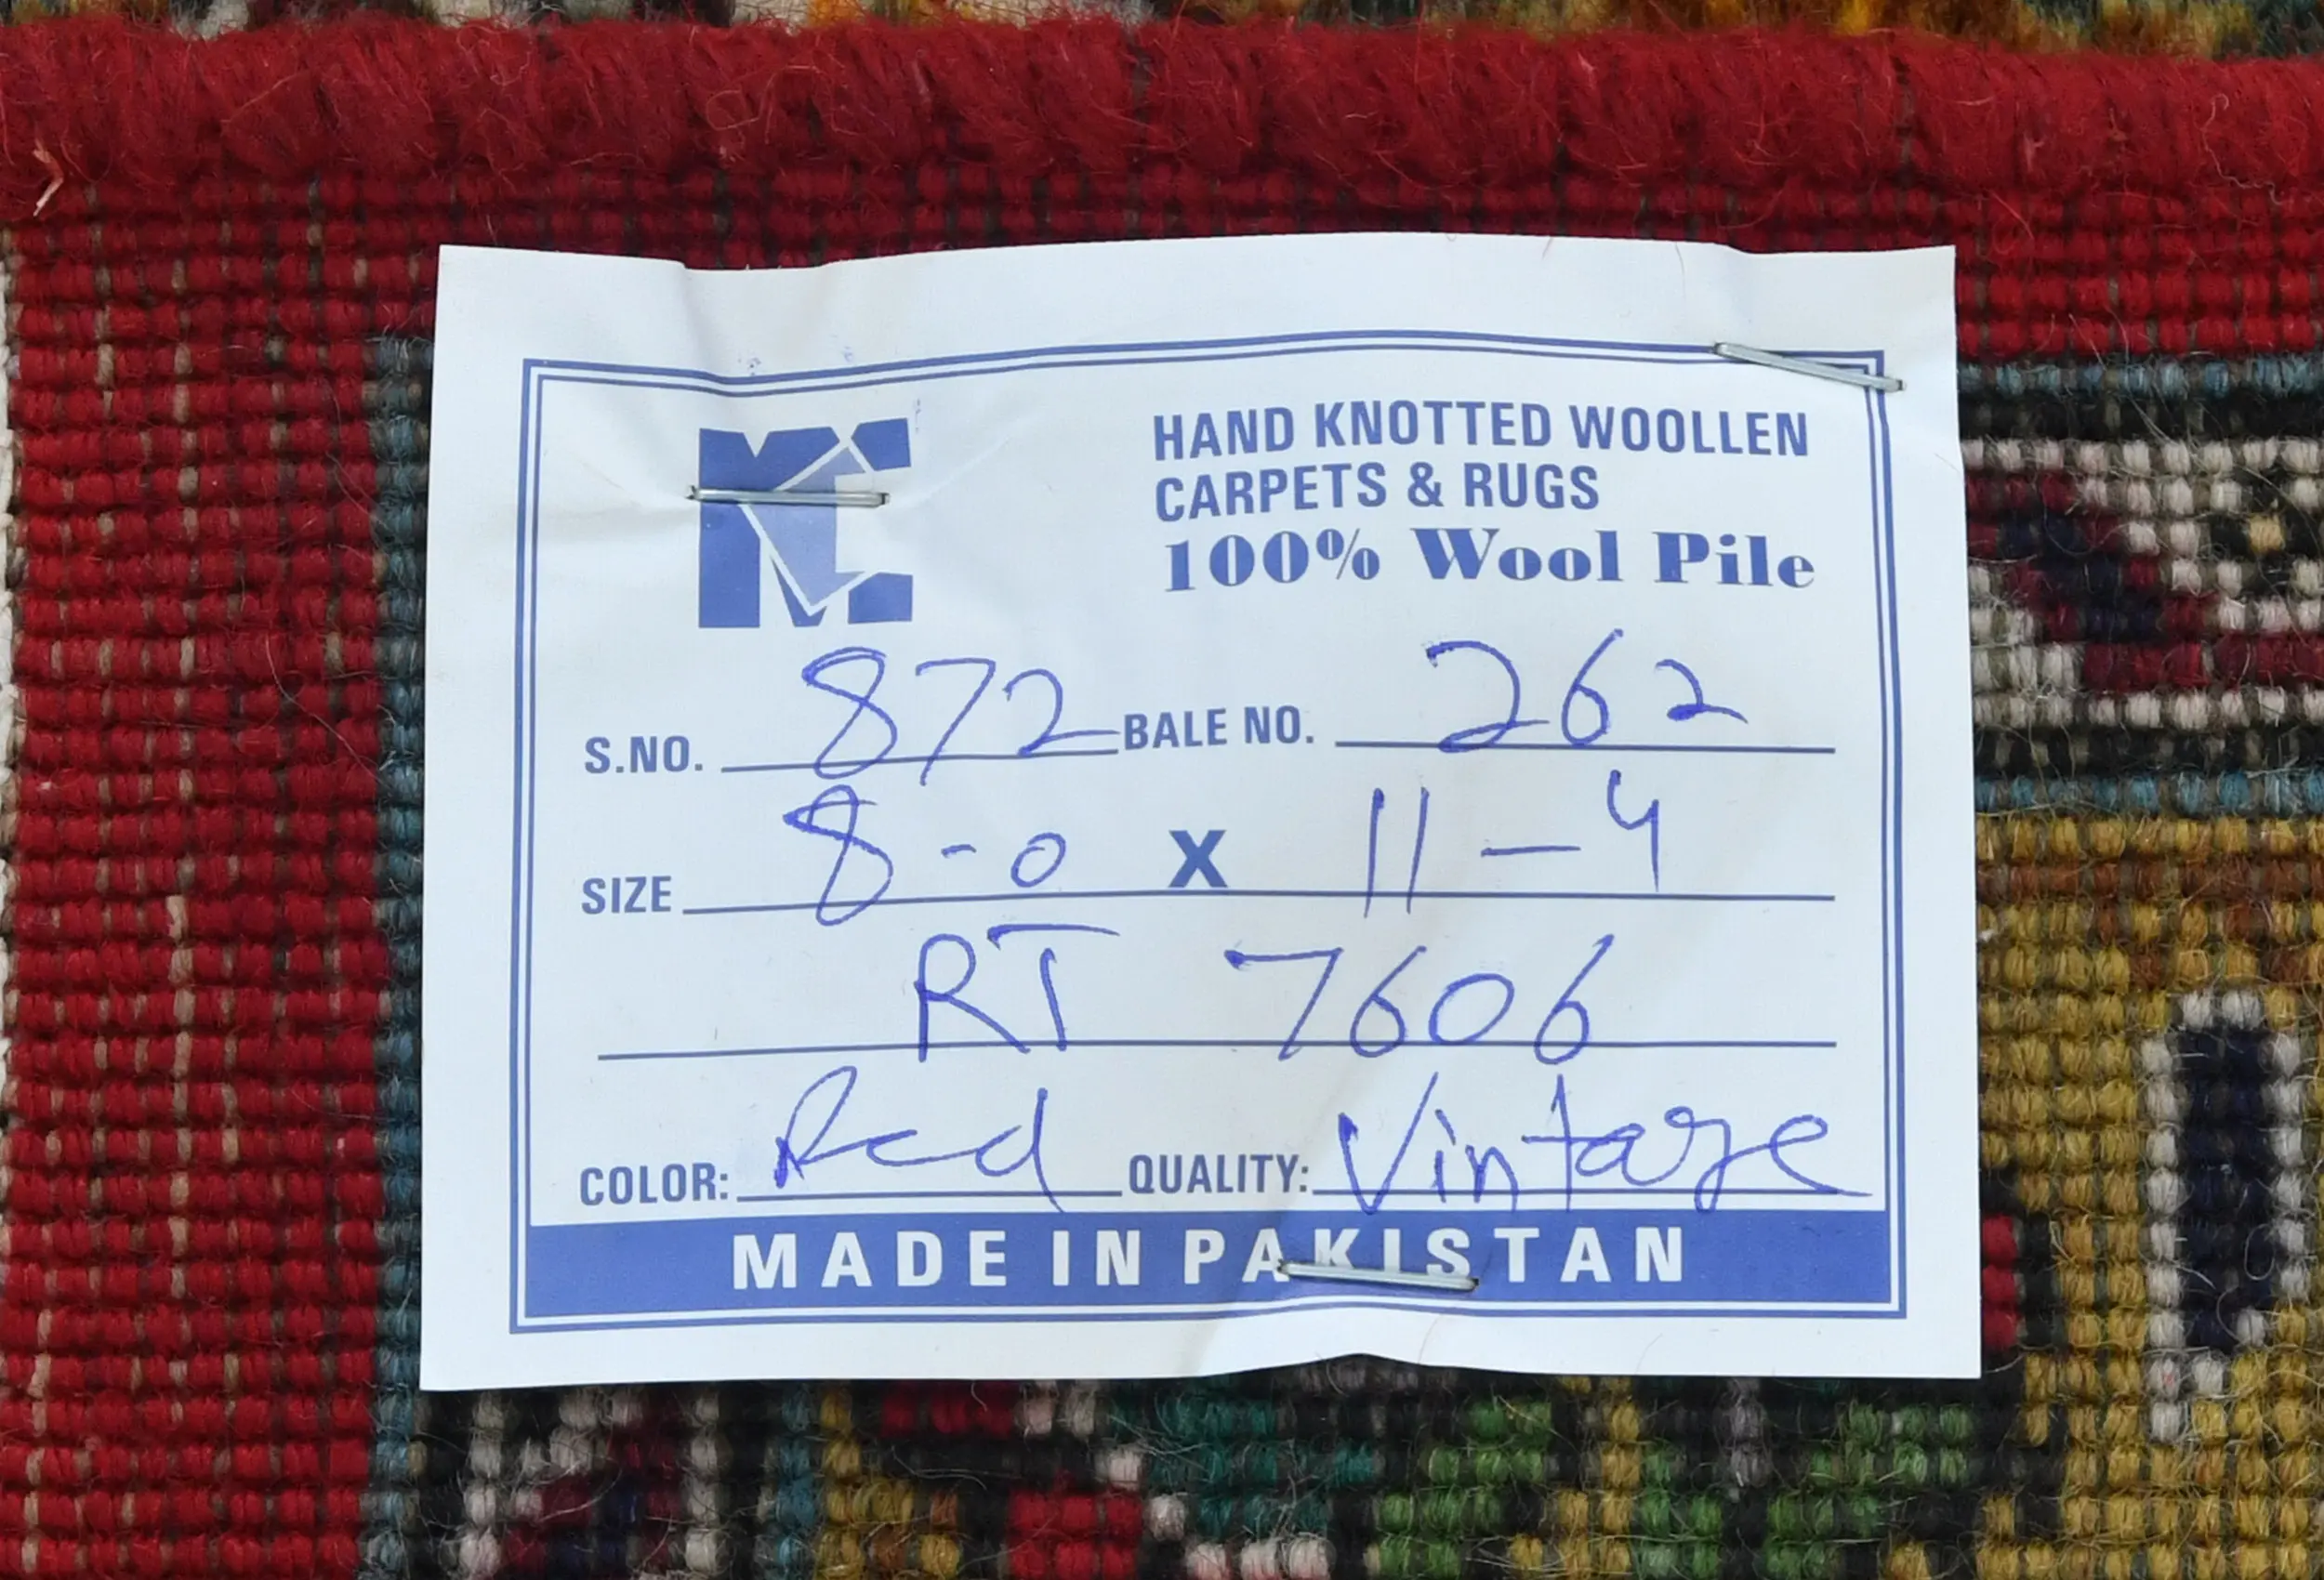 MC
HAND KNOTTED WOOLLEN
CARPETS & RUGS
100% Wool Pile
S.NO. 872 BALE NO. 262
SIZE 8-0 X 11-4
RT 7606
COLOR: Red QUALITY: Vintage
MADE IN PAKISTAN